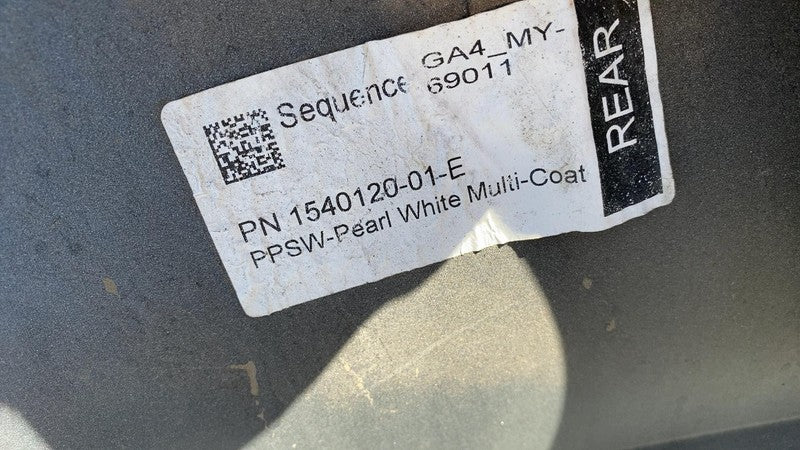 Sequence GA4_MY-
69011
PN 1540120-01-E
PPSW-Pearl White Multi-Coat
REAR